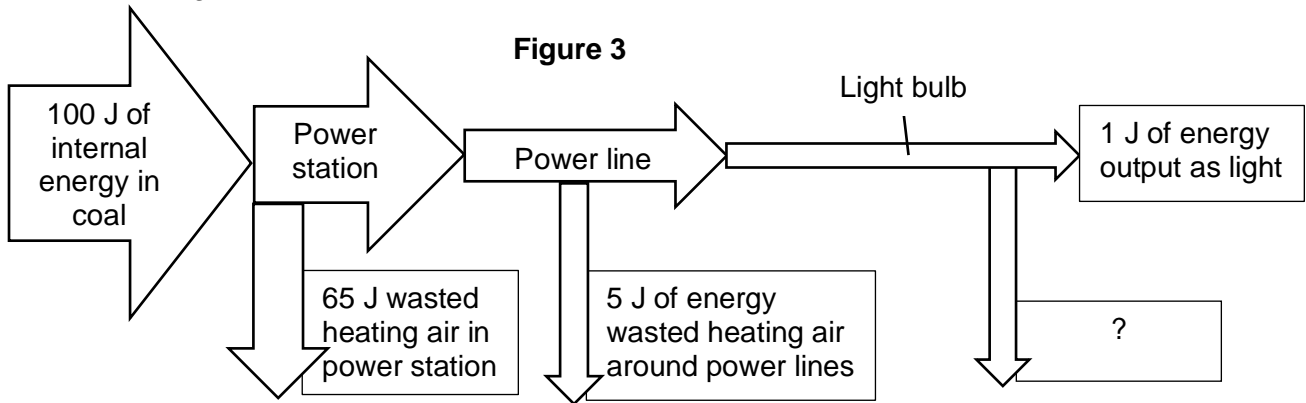 Figure 3
100 J of
internal
energy in
coal
Power
station
Power line
Light bulb
1 J of energy
output as light
65 J wasted
heating air in
power station
5 J of energy
wasted heating air
around power lines
?